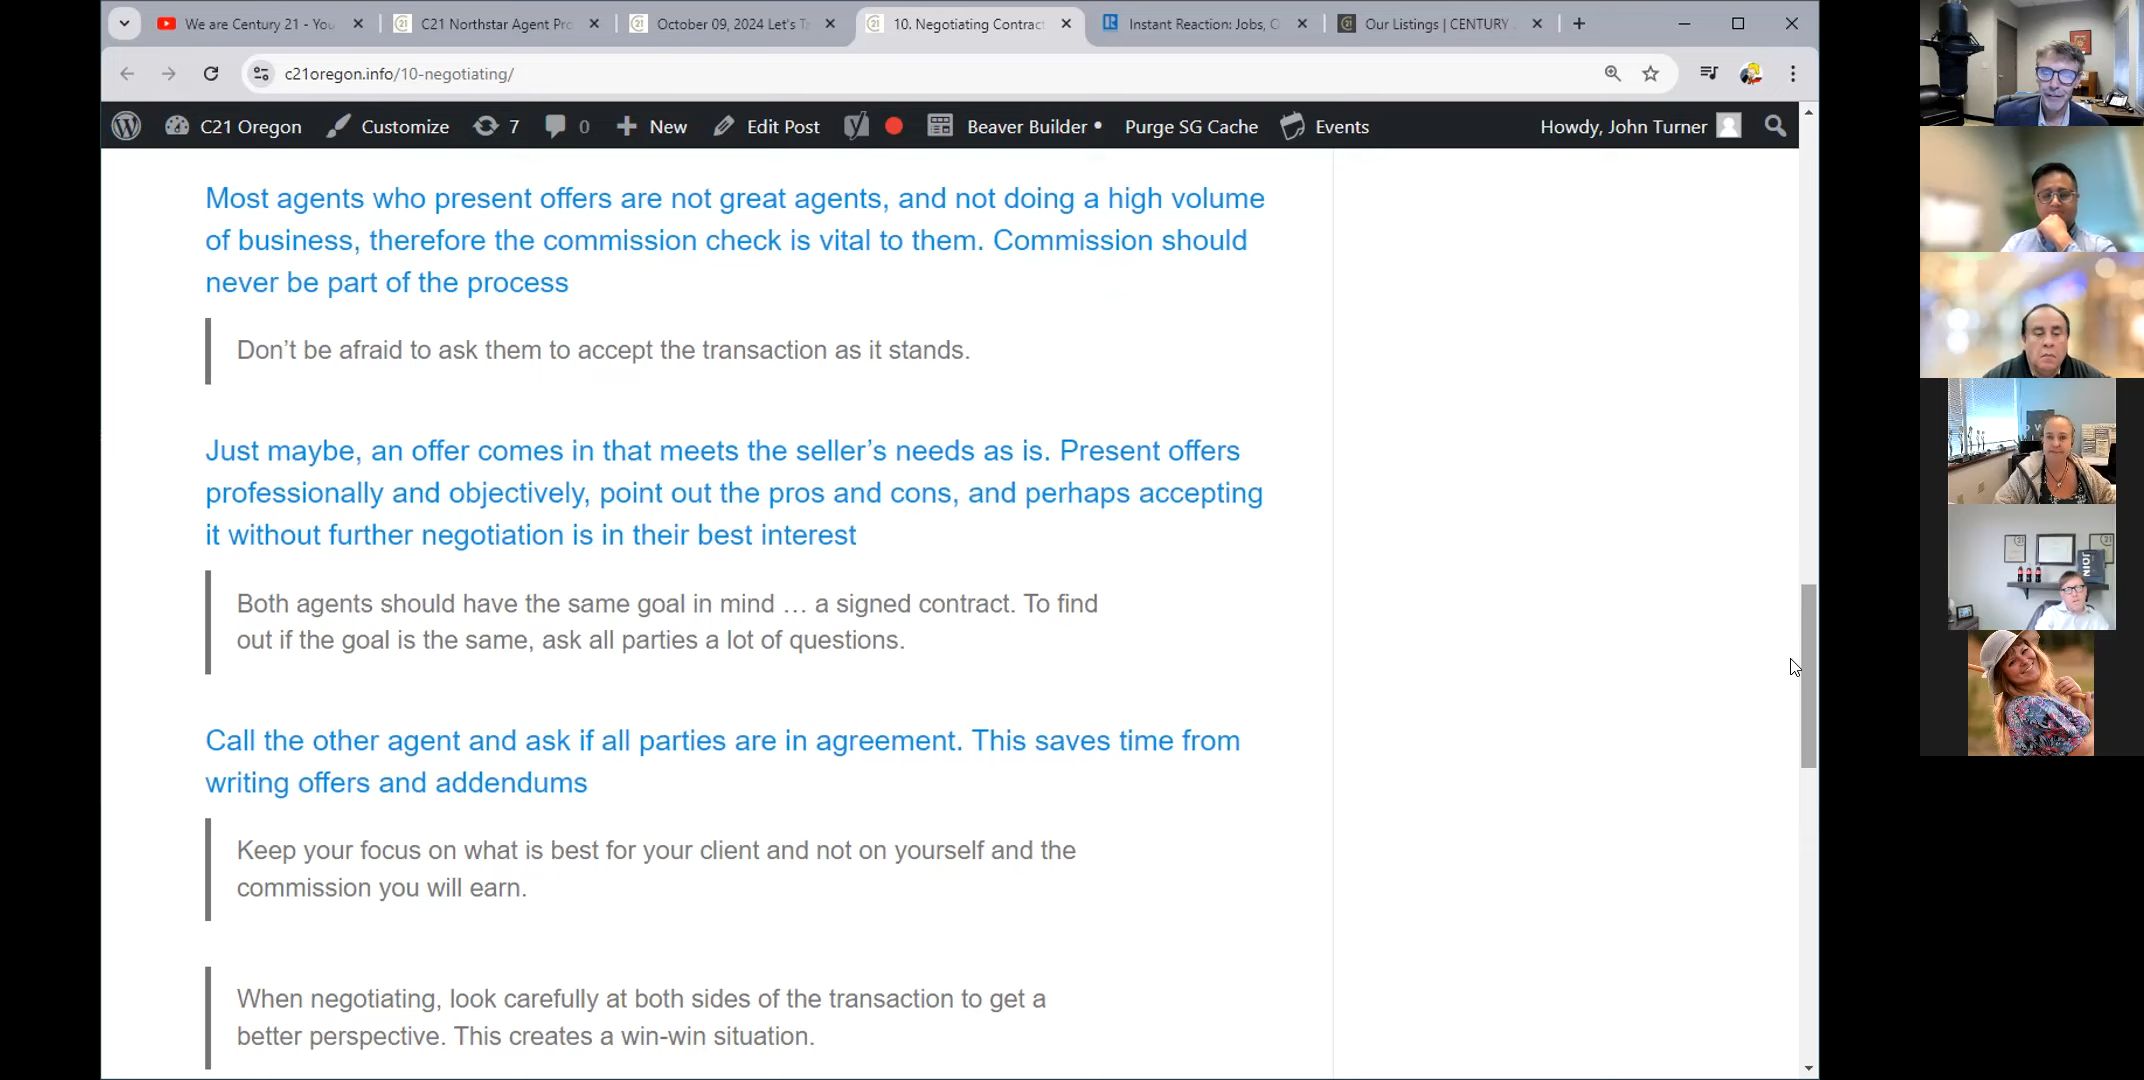 We are Century 21 - You
C21 Northstar Agent Pro
October 09, 2024 Let's T
10. Negotiating Contract
Instant Reaction: Jobs, O
Our Listings | CENTURY
c21oregon.info/10-negotiating/
C21 Oregon
Customize
7
0
New
Edit Post
Beaver Builder
Purge SG Cache
Events
Howdy, John Turner
Most agents who present offers are not great agents, and not doing a high volume
of business, therefore the commission check is vital to them. Commission should
never be part of the process
Don’t be afraid to ask them to accept the transaction as it stands.
Just maybe, an offer comes in that meets the seller’s needs as is. Present offers
professionally and objectively, point out the pros and cons, and perhaps accepting
it without further negotiation is in their best interest
Both agents should have the same goal in mind … a signed contract. To find
out if the goal is the same, ask all parties a lot of questions.
Call the other agent and ask if all parties are in agreement. This saves time from
writing offers and addendums
Keep your focus on what is best for your client and not on yourself and the
commission you will earn.
When negotiating, look carefully at both sides of the transaction to get a
better perspective. This creates a win-win situation.
JOIN